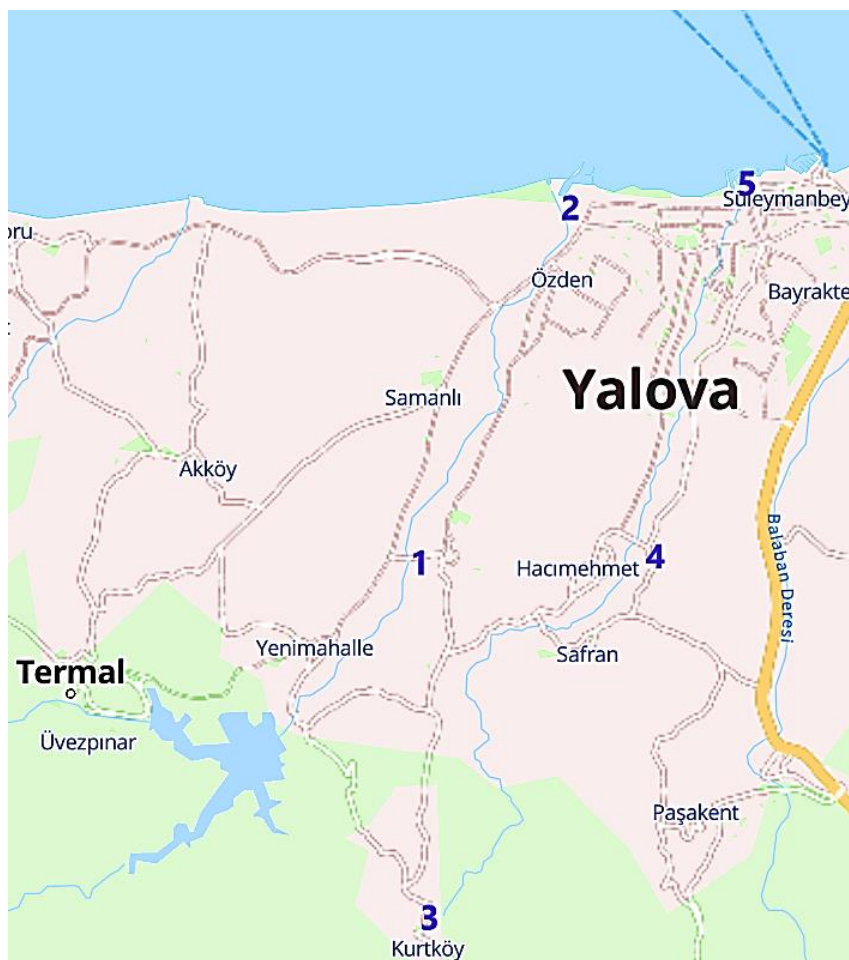 5
Süleymanbey
2
oru
Özden
Bayrakte
Yalova
Samanlı
Akköy
Balaban Deresi
1
Hacımehmet
4
Yenimahalle
Safran
Termal
Üvezpınar
Paşakent
3
Kurtköy